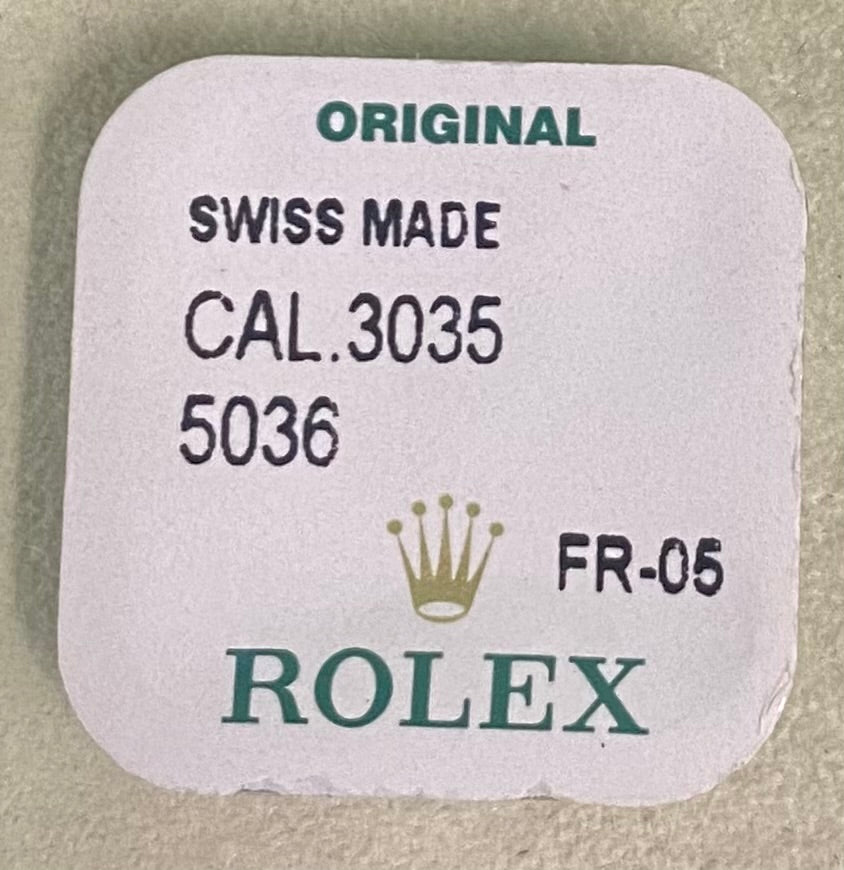 ORIGINAL
SWISS MADE
CAL.3035
5036
FR-05
ROLEX